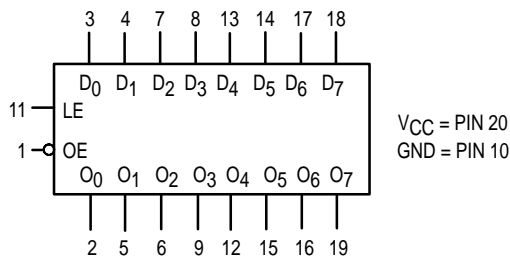 3 4 7 8 13 14 17 18
D0 D1 D2 D3 D4 D5 D6 D7
11 LE
VCC = PIN 20
1 OE
GND = PIN 10
O0 O1 O2 O3 O4 O5 O6 O7
2 5 6 9 12 15 16 19